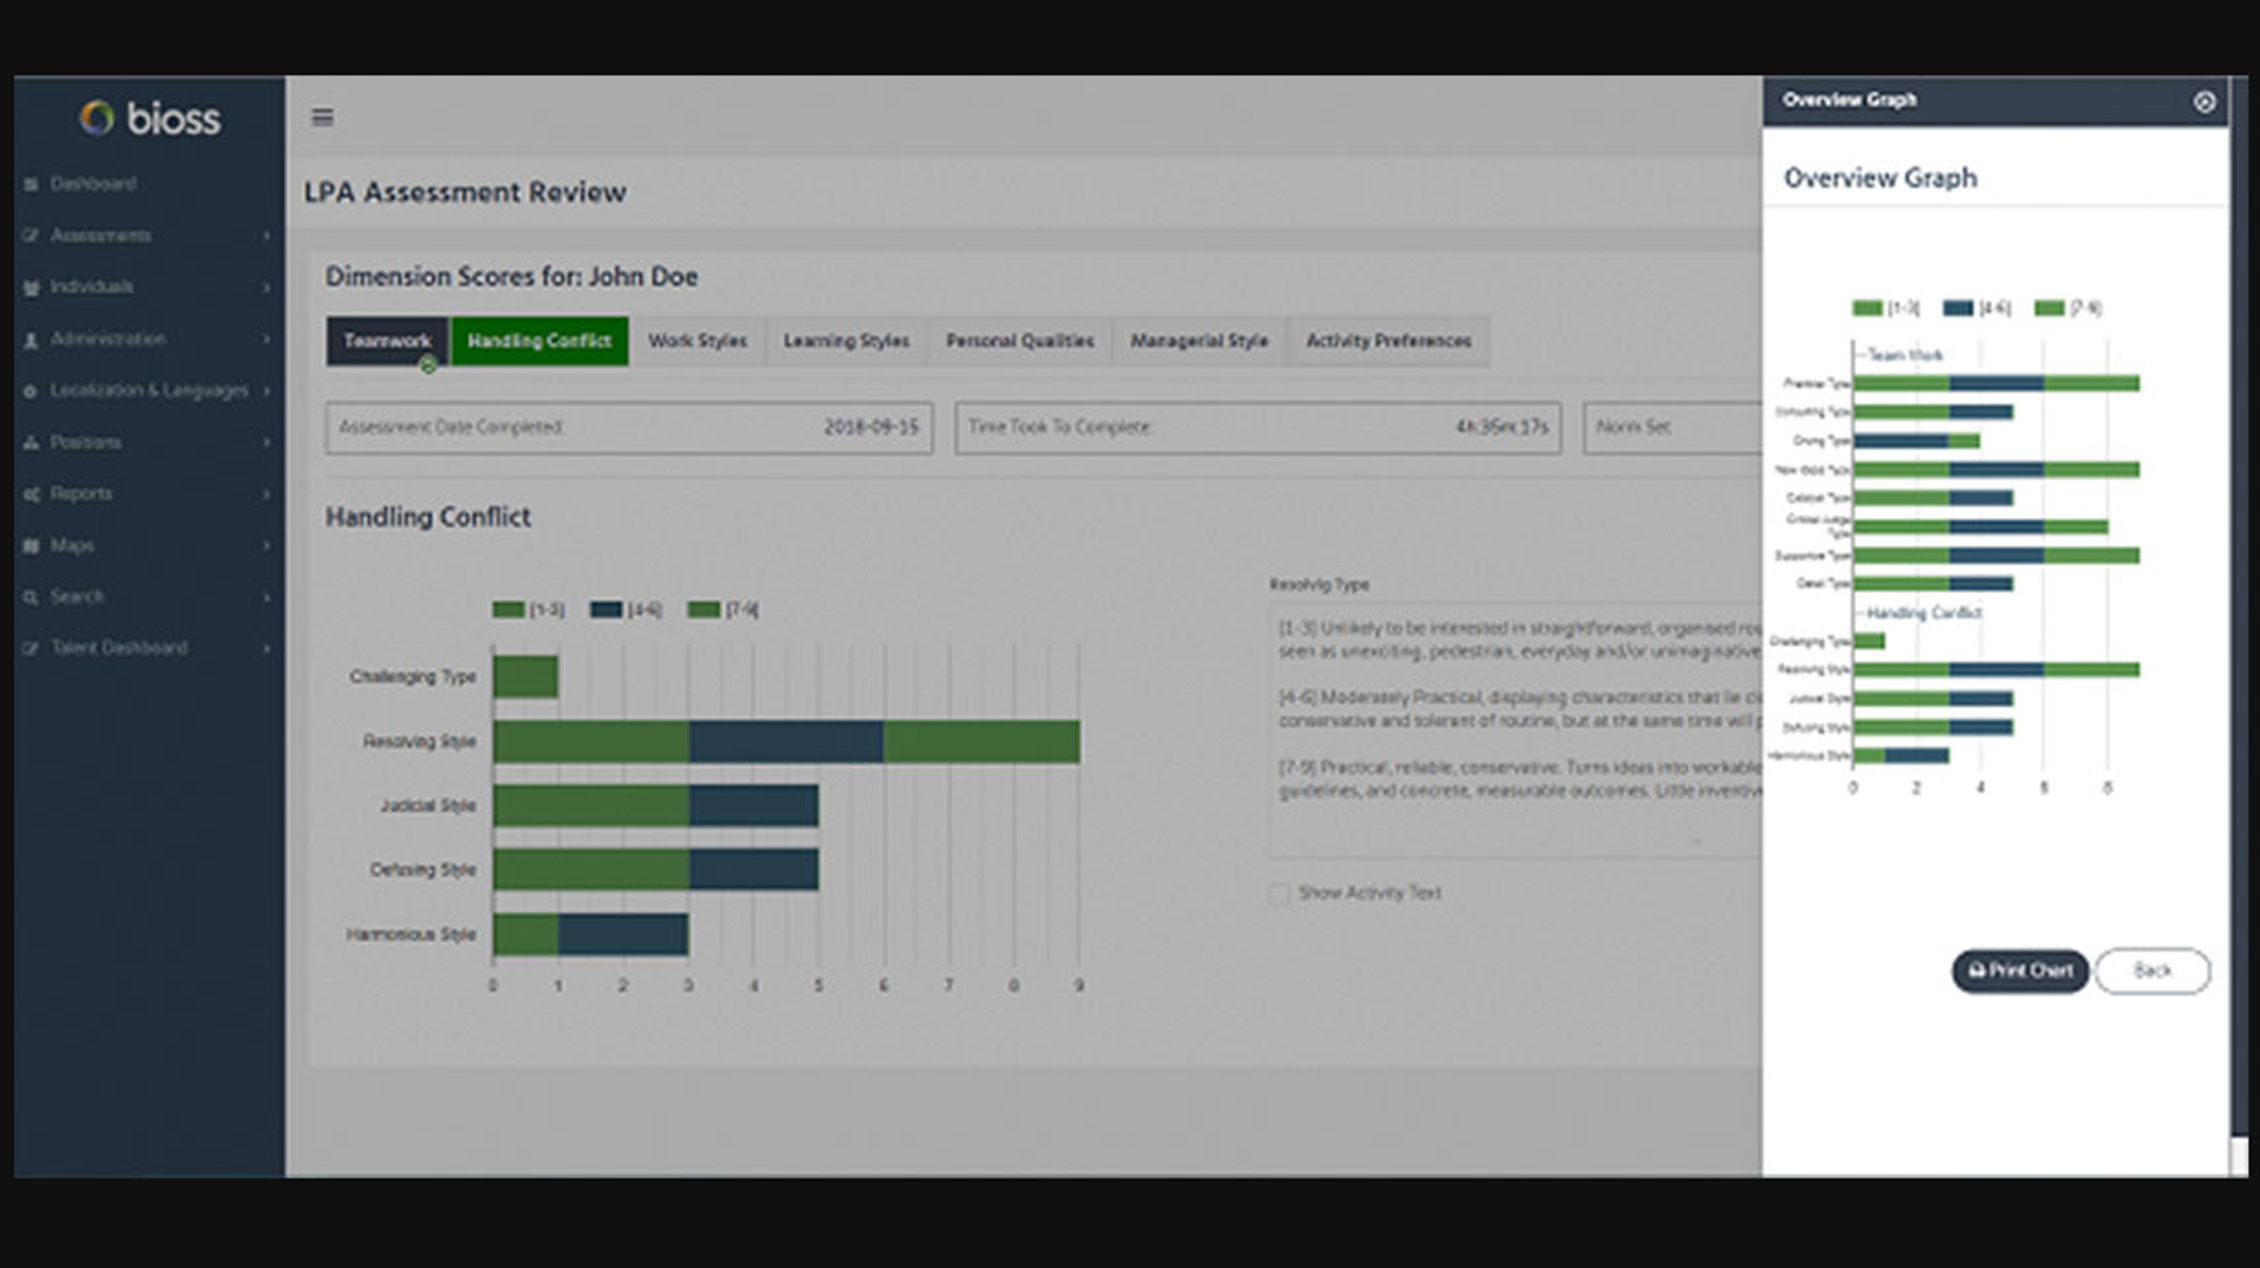 bioss
Dashboard
Assessments
Individuals
Administration
Localization & Languages
Positions
Reports
Maps
Search
Talent Dashboard
LPA Assessment Review
Dimension Scores for: John Doe
Teamwork Handling Conflict Work Styles Learning Styles Personal Qualities Managerial Style Activity Preferences
Assessment Date Completed: 2018-09-15 Time Took To Complete: 4h:35m:17s Norm Set
Handling Conflict
[1-3] [4-6] [7-9]
Challenging Type
Resolving Style
Judicial Style
Defusing Style
Harmonious Style
0 1 2 3 4 5 6 7 8 9
Resolvig Type
[1-3] Unlikely to be interested in straightforward, organised
seen as unexciting, pedestrian, everyday and/or unimaginative
[4-6] Moderately Practical, displaying characteristics that lie
conservative and tolerant of routine, but at the same time will
[7-9] Practical, reliable, conservative. Turns ideas into workable
guidelines, and concrete, measurable outcomes. Little
Show Activity Text
Overview Graph
Overview Graph
[1-3] [4-6] [7-9]
Team Work
Supportive Type
Handling Conflict
Challenging Type
Resolving Style
Judicial Style
Defusing Style
Harmonious Style
0 2 4 6 8
Print Chart Back